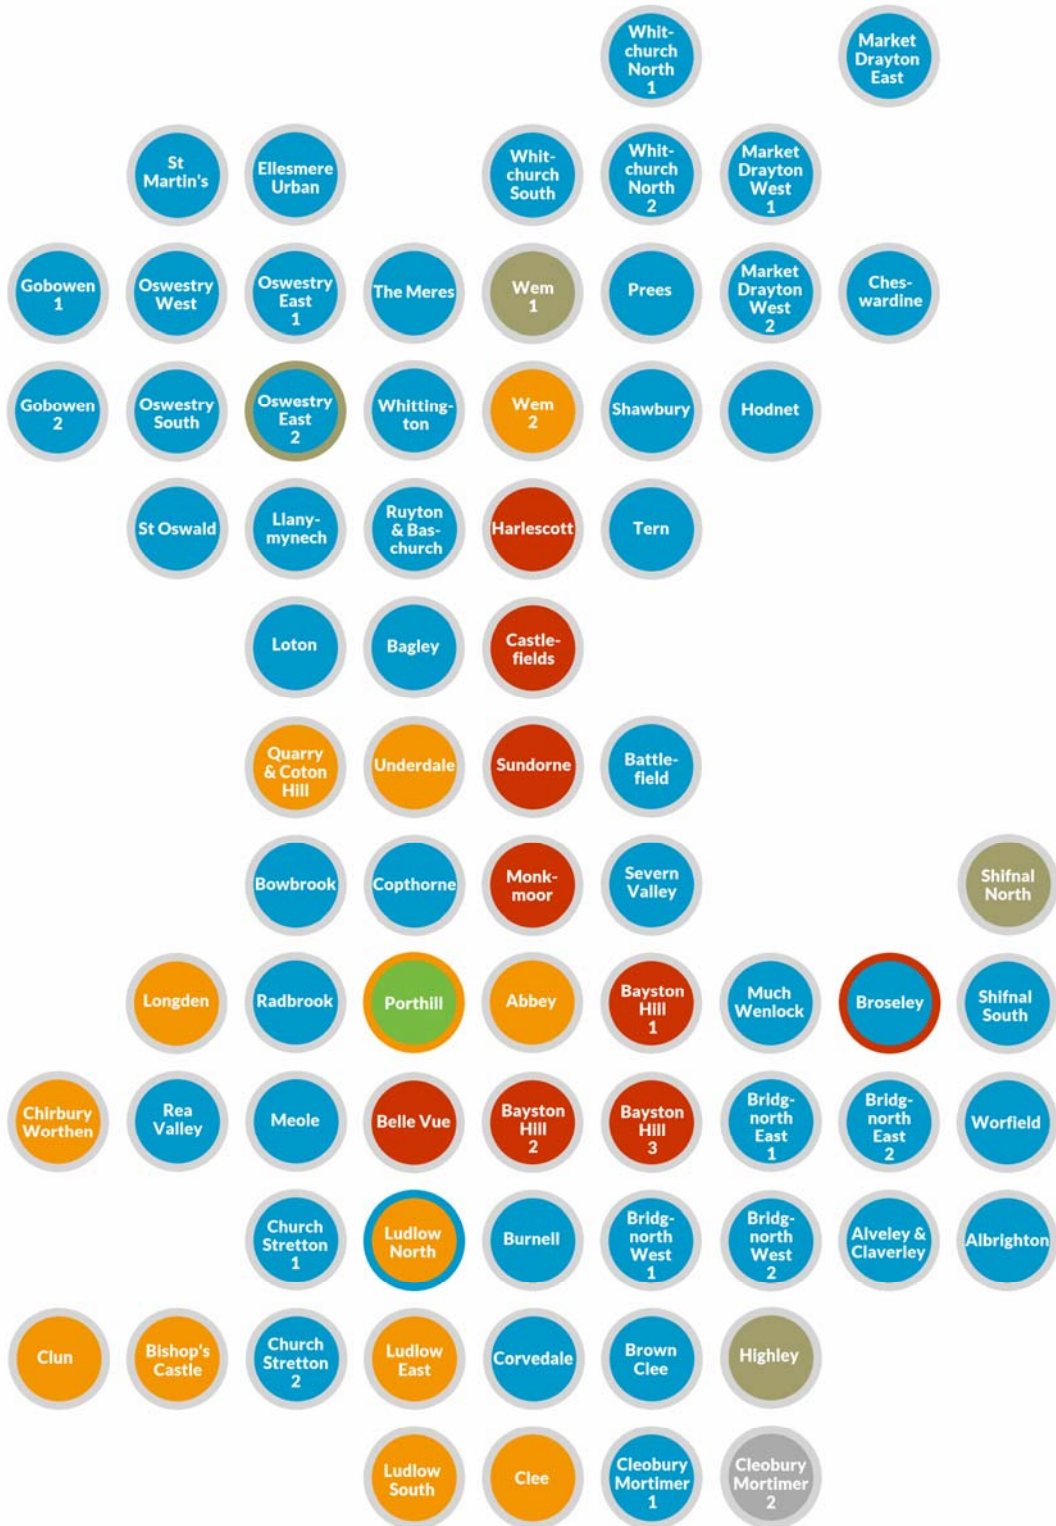 Whit-
church
North
1
Market
Drayton
East
St
Martin's
Ellesmere
Urban
Whit-
church
South
Whit-
church
North
2
Market
Drayton
West
1
Gobowen
1
Oswestry
West
Oswestry
East
1
The Meres
Wem
1
Prees
Market
Drayton
West
2
Ches-
wardine
Gobowen
2
Oswestry
South
Oswestry
East
2
Whitting-
ton
Wem
2
Shawbury
Hodnet
St Oswald
Llany-
mynech
Ruyton
& Bas-
church
Harlescott
Tern
Loton
Bagley
Castle-
fields
Quarry
& Coton
Hill
Underdale
Sundorne
Battle-
field
Bowbrook
Copthorne
Monk-
moor
Severn
Valley
Shifnal
North
Longden
Radbrook
Porthill
Abbey
Bayston
Hill
1
Much
Wenlock
Broseley
Shifnal
South
Chirbury
Worthen
Rea
Valley
Meole
Belle Vue
Bayston
Hill
2
Bayston
Hill
3
Bridg-
north
East
1
Bridg-
north
East
2
Worfield
Church
Stretton
1
Ludlow
North
Burnell
Bridg-
north
West
1
Bridg-
north
West
2
Alveley &
Claverley
Albrighton
Clun
Bishop's
Castle
Church
Stretton
2
Ludlow
East
Corvedale
Brown
Clee
Highley
Ludlow
South
Clee
Cleobury
Mortimer
1
Cleobury
Mortimer
2